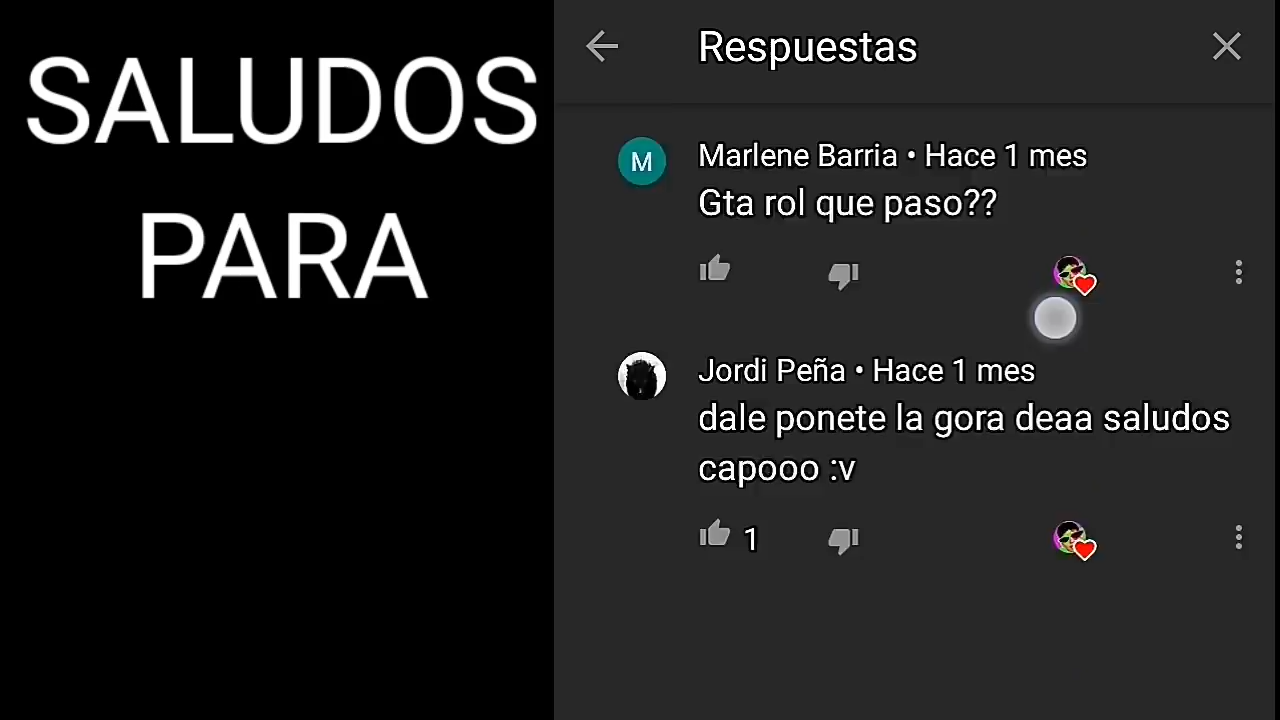 SALUDOS
PARA
Respuestas
M
Marlene Barria • Hace 1 mes
Gta rol que paso??
Jordi Peña • Hace 1 mes
dale ponete la gora deaa saludos
capooo :v
1